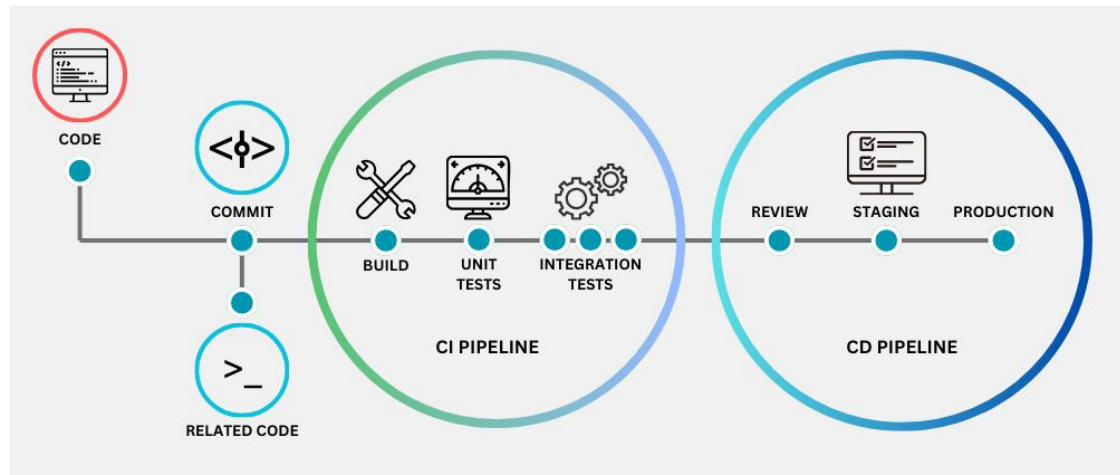 CODE
COMMIT
RELATED CODE
BUILD
UNIT
TESTS
INTEGRATION
TESTS
CI PIPELINE
REVIEW
STAGING
PRODUCTION
CD PIPELINE